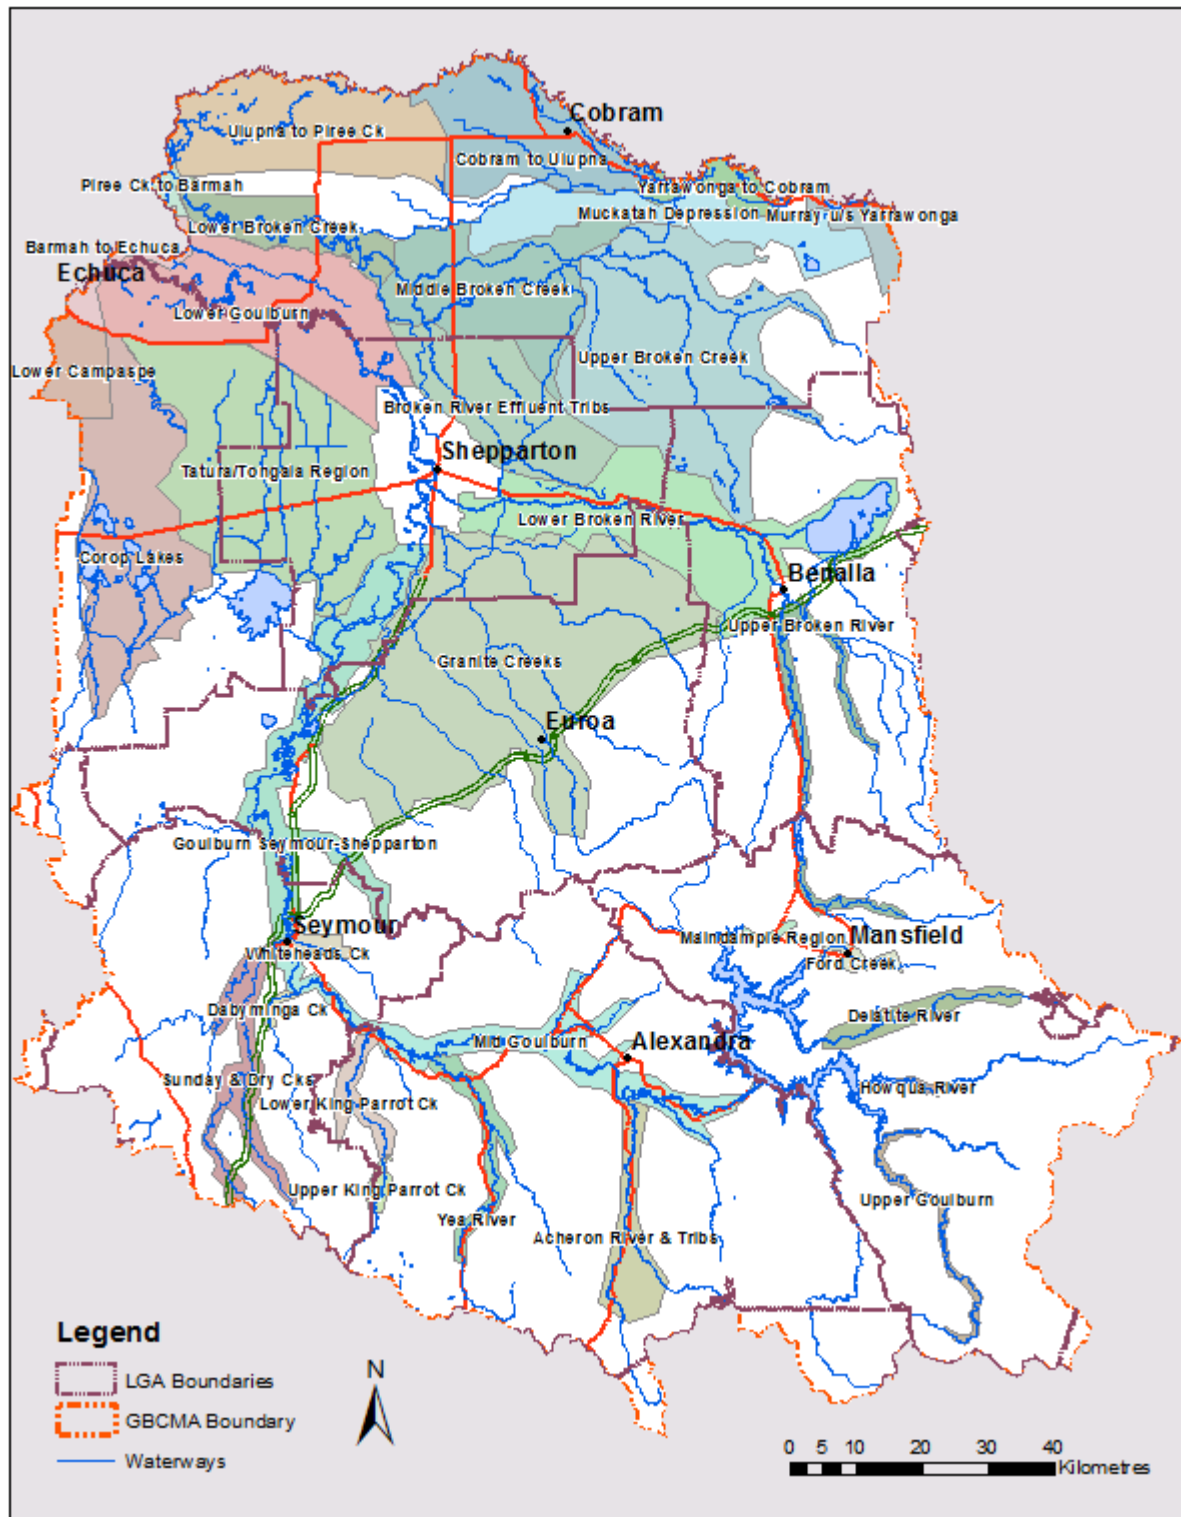 Cobram
Ulupna to Piree Ck
Cobram to Ulupna
Piree Ck to Barmah
Yarrawonga to Cobram
Muckatah Depression
Murray u/s Yarrawonga
Lower Broken Creek
Barmah to Echuca
Echuca
Middle Broken Creek
Lower Goulburn
Upper Broken Creek
Lower Campaspe
Broken River Effluent Tribs
Shepparton
Tatura/Tongala Region
Lower Broken River
Corop Lakes
Benalla
Upper Broken River
Granite Creeks
Euroa
Goulburn Seymour-Shepparton
Seymour
Maindample Region
Mansfield
Whiteheads Ck
Ford Creek
Dabyminga Ck
Delatite River
Mid Goulburn
Alexandra
Sunday & Dry Cks
Howqua River
Lower King Parrot Ck
Upper King Parrot Ck
Upper Goulburn
Yea River
Acheron River & Tribs
Legend
LGA Boundaries
GBCMA Boundary
Waterways
N
0 5 10 20 30 40
Kilometres